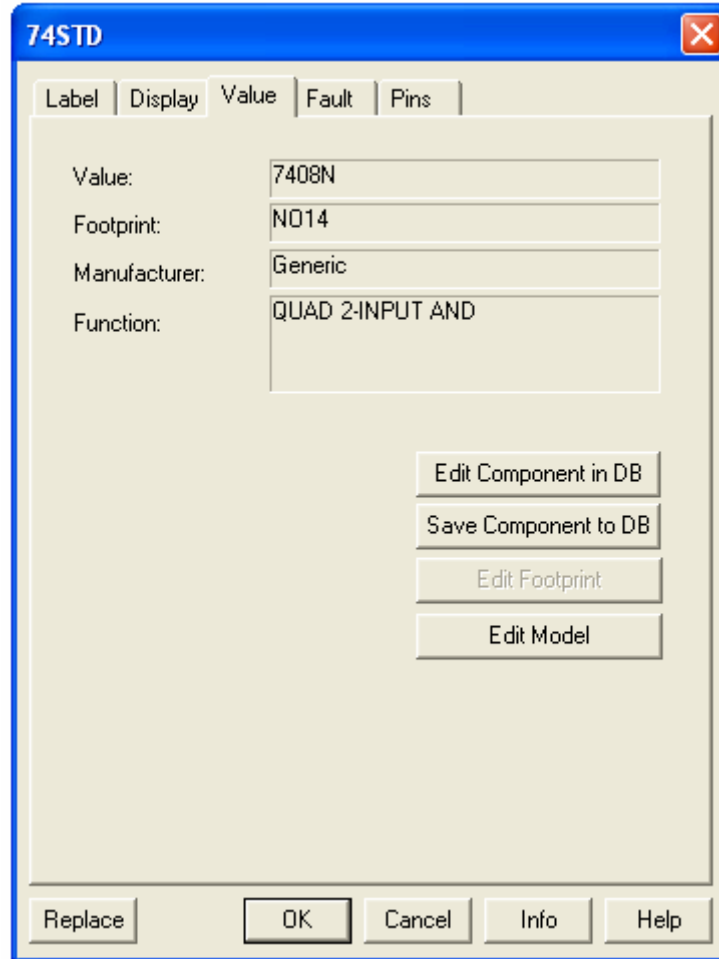 74STD
Label Display Value Fault Pins
Value: 7408N
Footprint: NO14
Manufacturer: Generic
Function: QUAD 2-INPUT AND
Edit Component in DB
Save Component to DB
Edit Footprint
Edit Model
Replace OK Cancel Info Help